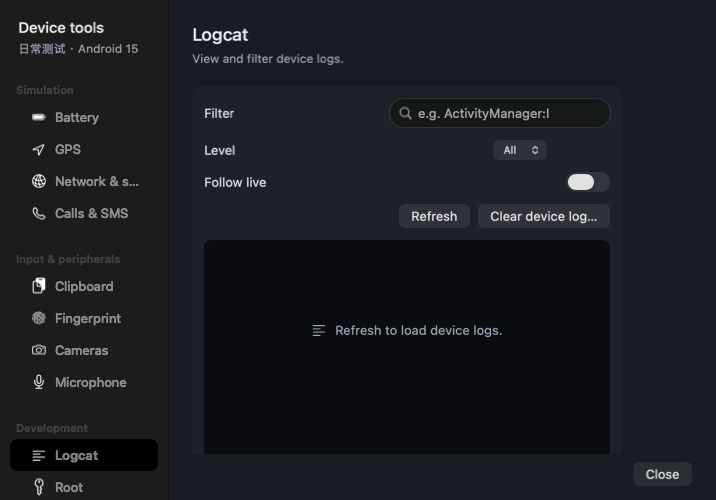 Device tools
日常测试 · Android 15
Simulation
Battery
GPS
Network & s...
Calls & SMS
Input & peripherals
Clipboard
Fingerprint
Cameras
Microphone
Development
Logcat
Root
Logcat
View and filter device logs.
Filter
e.g. ActivityManager:I
Level
All
Follow live
Refresh
Clear device log...
Refresh to load device logs.
Close